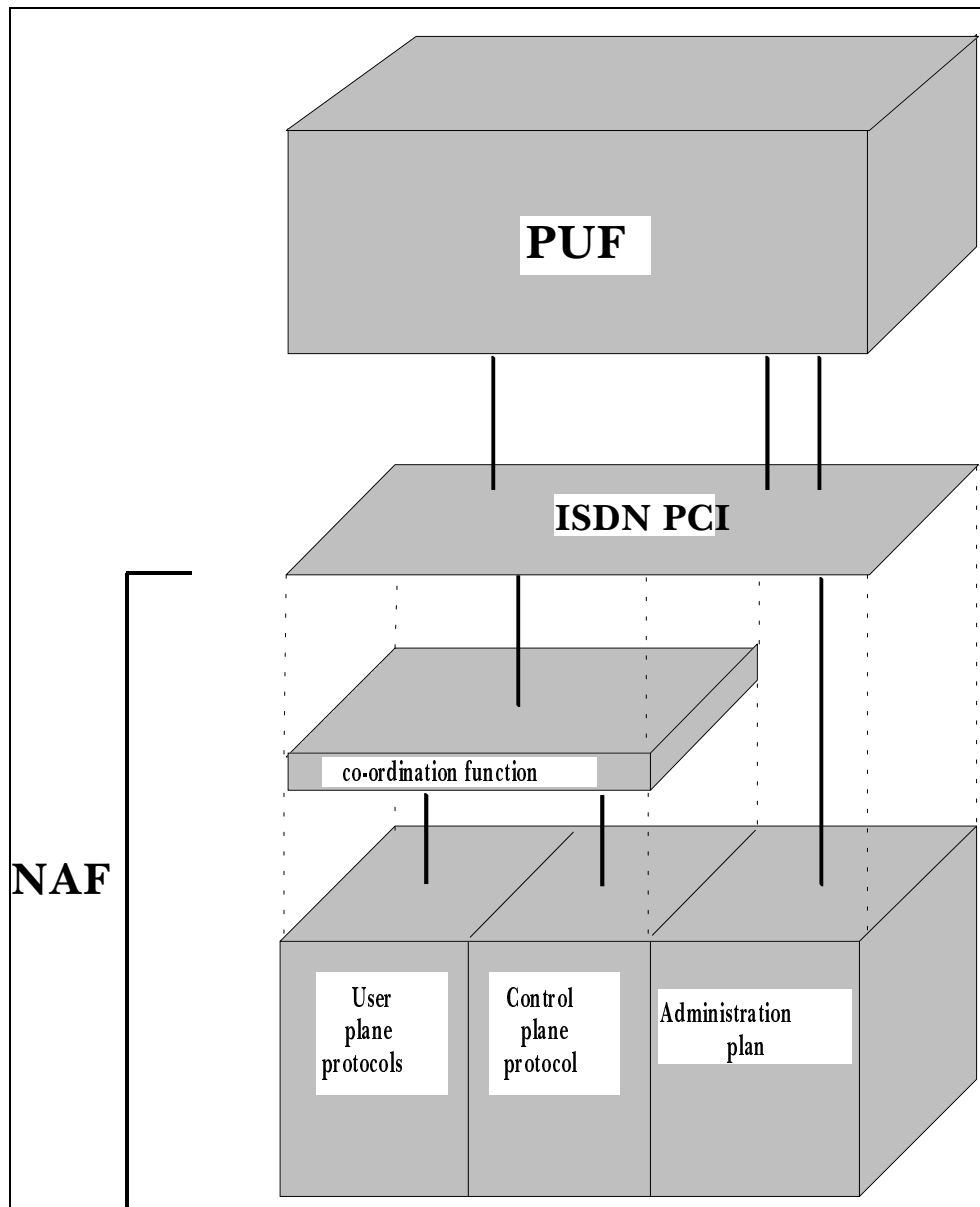 PUF
ISDN PCI
co-ordination function
NAF
User
plane
protocols
Control
plane
protocol
Administration
plan